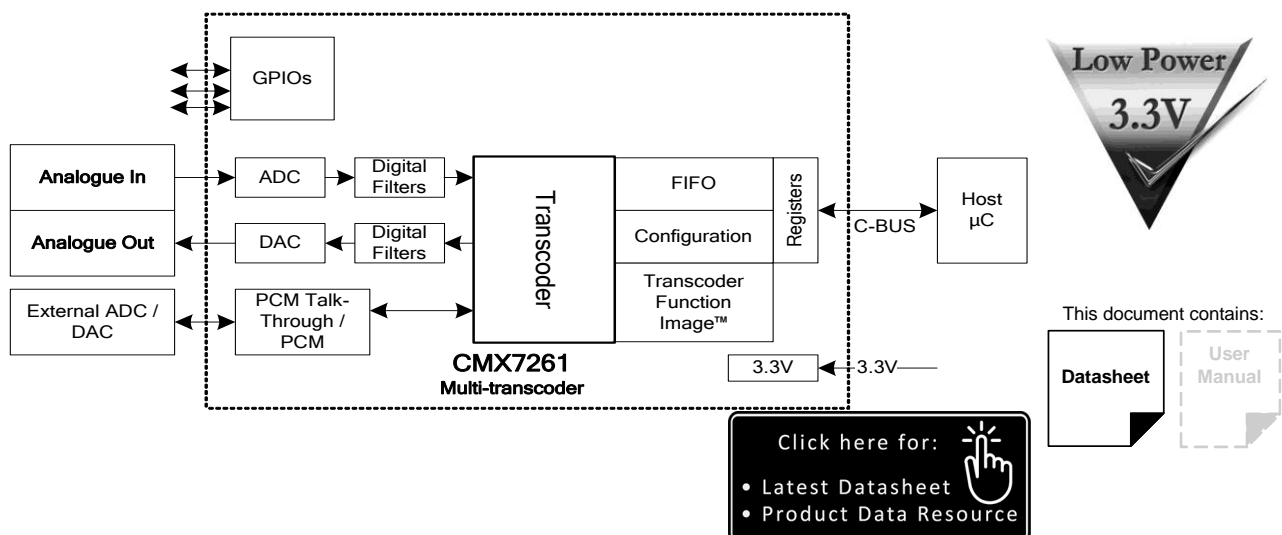 GPIOs
Analogue In
ADC
Digital
Filters
Analogue Out
DAC
Digital
Filters
External ADC /
DAC
PCM Talk-
Through /
PCM
Transcoder
FIFO
Configuration
Transcoder
Function
Image™
Registers
C-BUS
Host
µC
CMX7261
Multi-transcoder
3.3V
3.3V
Low Power
3.3V
This document contains:
Datasheet
User
Manual
Click here for:
• Latest Datasheet
• Product Data Resource